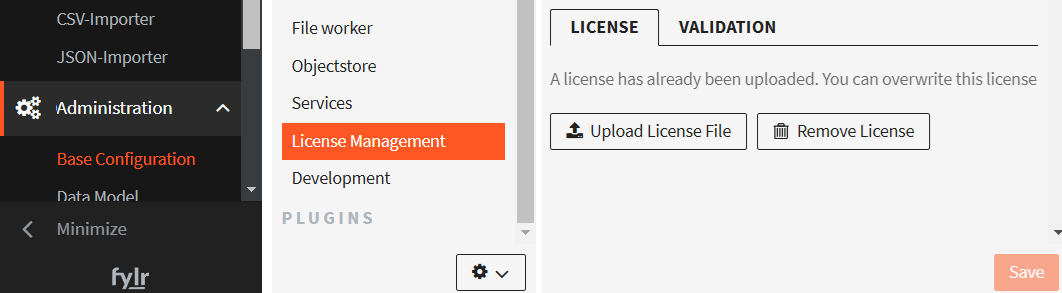 CSV-Importer
JSON-Importer
Administration
Base Configuration
Data Model
Minimize
fylr
File worker
Objectstore
Services
License Management
Development
PLUGINS
LICENSE VALIDATION
A license has already been uploaded. You can overwrite this license
Upload License File Remove License
Save